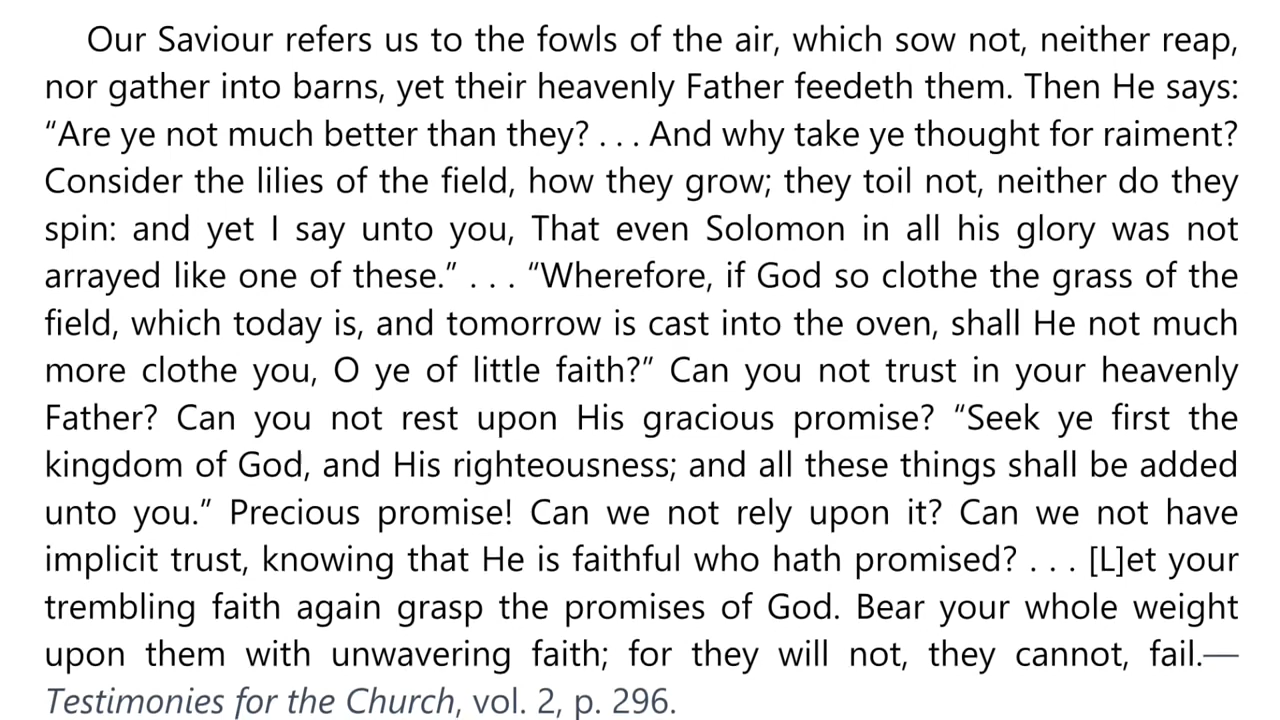 Our Saviour refers us to the fowls of the air, which sow not, neither reap,
nor gather into barns, yet their heavenly Father feedeth them. Then He says:
“Are ye not much better than they? . . . And why take ye thought for raiment?
Consider the lilies of the field, how they grow; they toil not, neither do they
spin: and yet I say unto you, That even Solomon in all his glory was not
arrayed like one of these.” . . . “Wherefore, if God so clothe the grass of the
field, which today is, and tomorrow is cast into the oven, shall He not much
more clothe you, O ye of little faith?” Can you not trust in your heavenly
Father? Can you not rest upon His gracious promise? “Seek ye first the
kingdom of God, and His righteousness; and all these things shall be added
unto you.” Precious promise! Can we not rely upon it? Can we not have
implicit trust, knowing that He is faithful who hath promised? . . . [L]et your
trembling faith again grasp the promises of God. Bear your whole weight
upon them with unwavering faith; for they will not, they cannot, fail.—
Testimonies for the Church, vol. 2, p. 296.